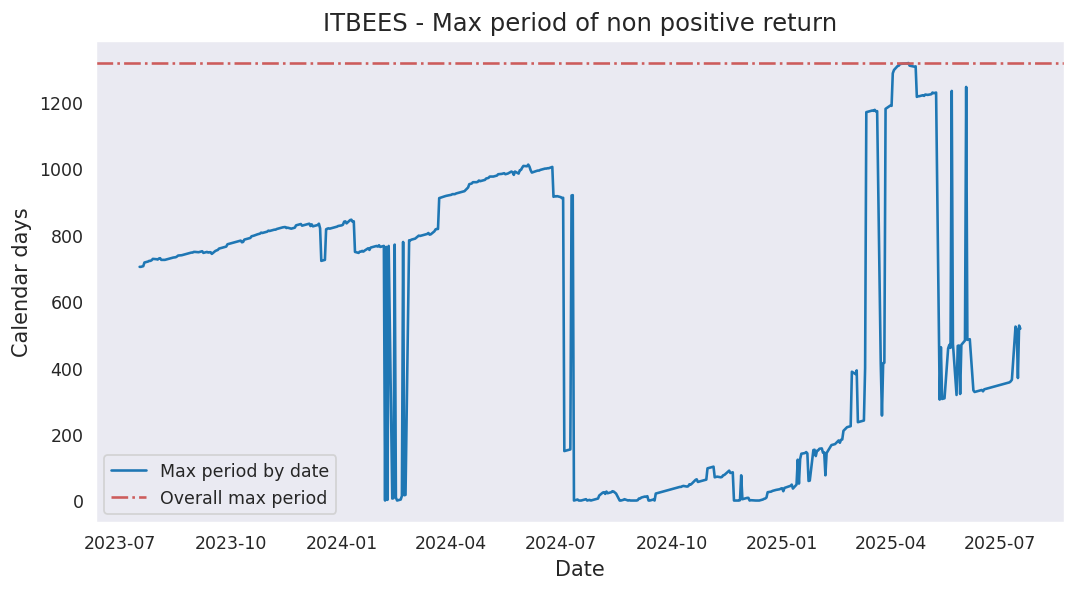 ITBEES - Max period of non positive return
Calendar days
1200
1000
800
600
400
200
0
Max period by date
Overall max period
2023-07 2023-10 2024-01 2024-04 2024-07 2024-10 2025-01 2025-04 2025-07
Date